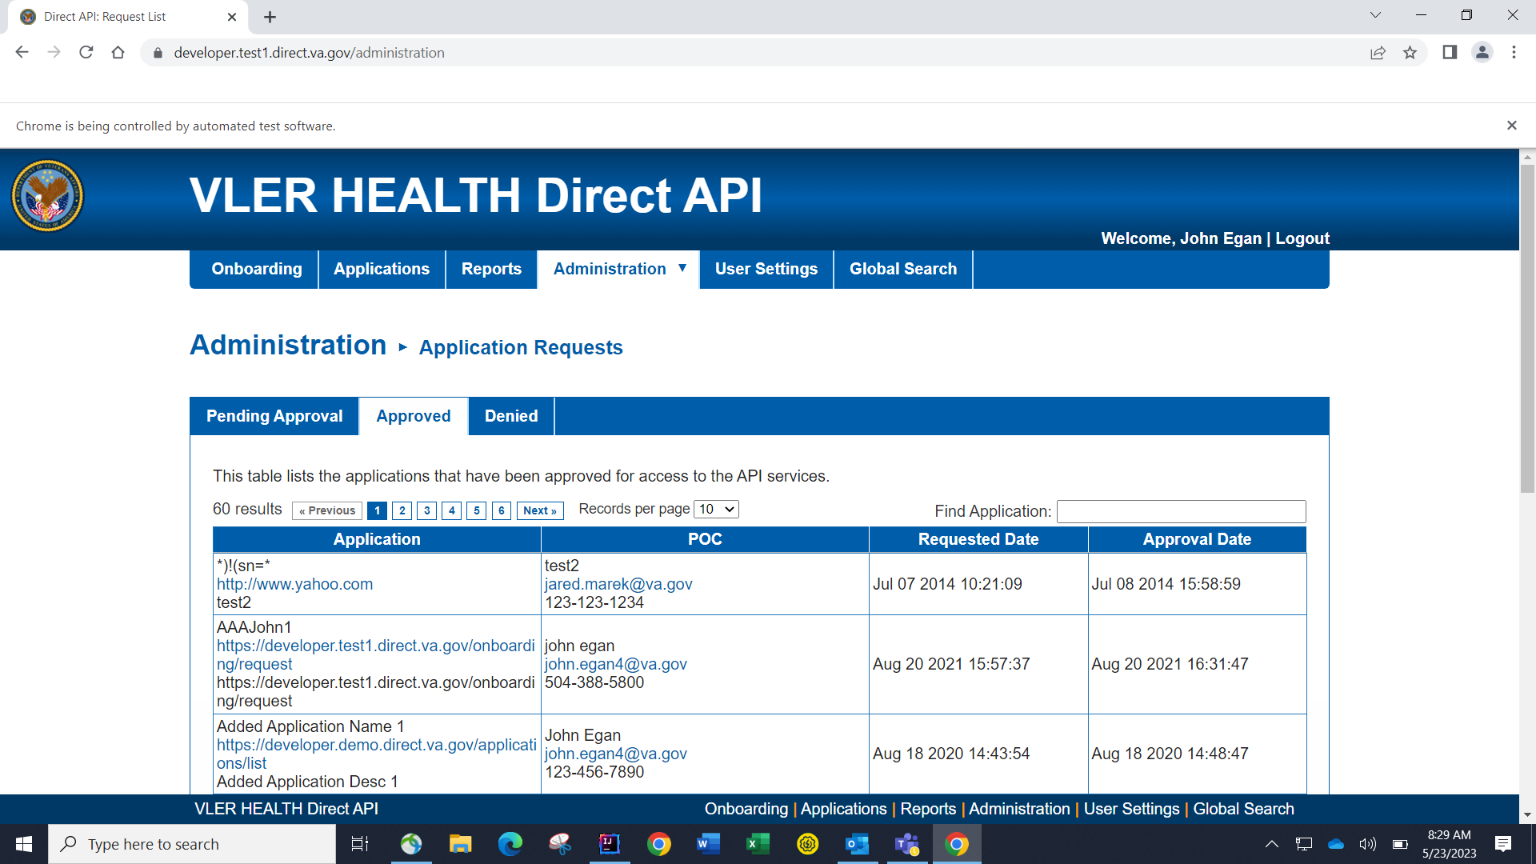 Direct API: Request List
developer.test1.direct.va.gov/administration
Chrome is being controlled by automated test software.
VLER HEALTH Direct API
Welcome, John Egan | Logout
Onboarding Applications Reports Administration ▼ User Settings Global Search
Administration ▸ Application Requests
Pending Approval Approved Denied
This table lists the applications that have been approved for access to the API services.
60 results « Previous 1 2 3 4 5 6 Next » Records per page 10 Find Application:
Application POC Requested Date Approval Date
*)!(sn=*
http://www.yahoo.com
test2
test2
jared.marek@va.gov
123-123-1234
Jul 07 2014 10:21:09
Jul 08 2014 15:58:59
AAAJohn1
https://developer.test1.direct.va.gov/onboardi
ng/request
https://developer.test1.direct.va.gov/onboardi
ng/request
john egan
john.egan4@va.gov
504-388-5800
Aug 20 2021 15:57:37
Aug 20 2021 16:31:47
Added Application Name 1
https://developer.demo.direct.va.gov/applicati
ons/list
Added Application Desc 1
John Egan
john.egan4@va.gov
123-456-7890
Aug 18 2020 14:43:54
Aug 18 2020 14:48:47
VLER HEALTH Direct API
Onboarding | Applications | Reports | Administration | User Settings | Global Search
Type here to search
8:29 AM
5/23/2023